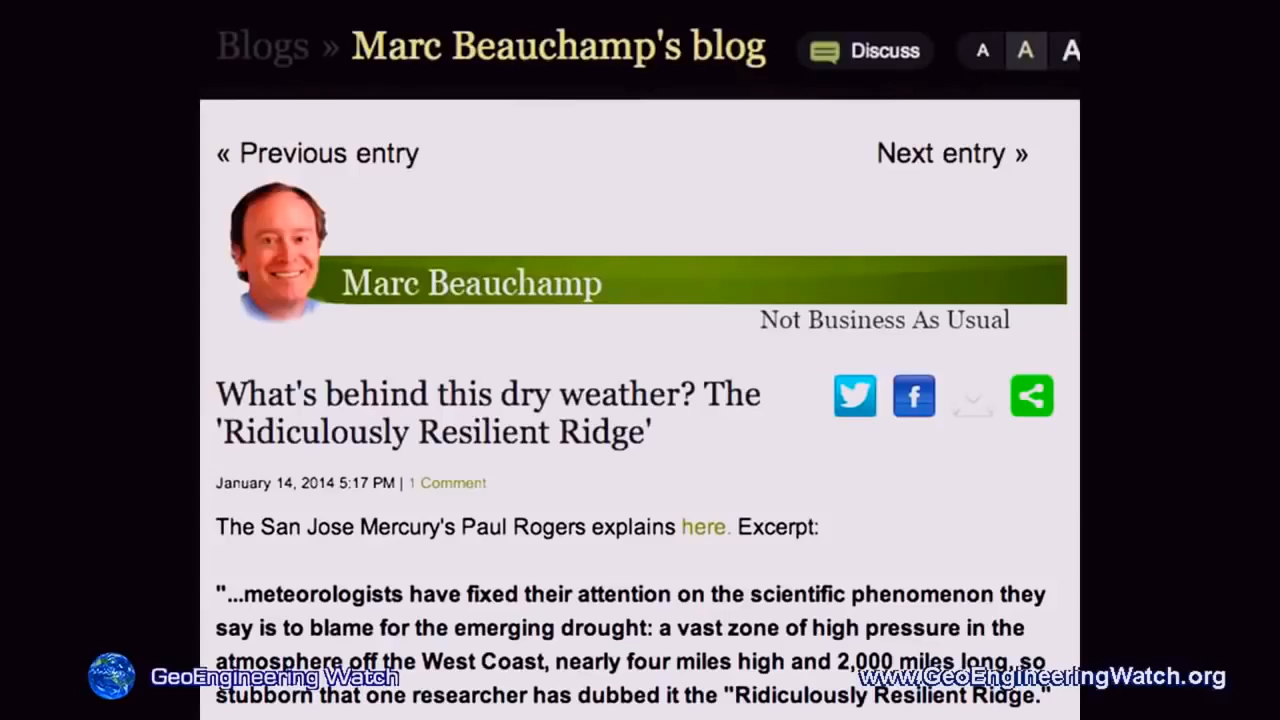 Blogs » Marc Beauchamp's blog Discuss A A A
« Previous entry Next entry »
Marc Beauchamp
Not Business As Usual
What's behind this dry weather? The
'Ridiculously Resilient Ridge'
January 14, 2014 5:17 PM | 1 Comment
The San Jose Mercury's Paul Rogers explains here. Excerpt:
"...meteorologists have fixed their attention on the scientific phenomenon they
say is to blame for the emerging drought: a vast zone of high pressure in the
atmosphere off the West Coast, nearly four miles high and 2,000 miles long, so
stubborn that one researcher has dubbed it the "Ridiculously Resilient Ridge."
GeoEngineering Watch www.GeoEngineeringWatch.org